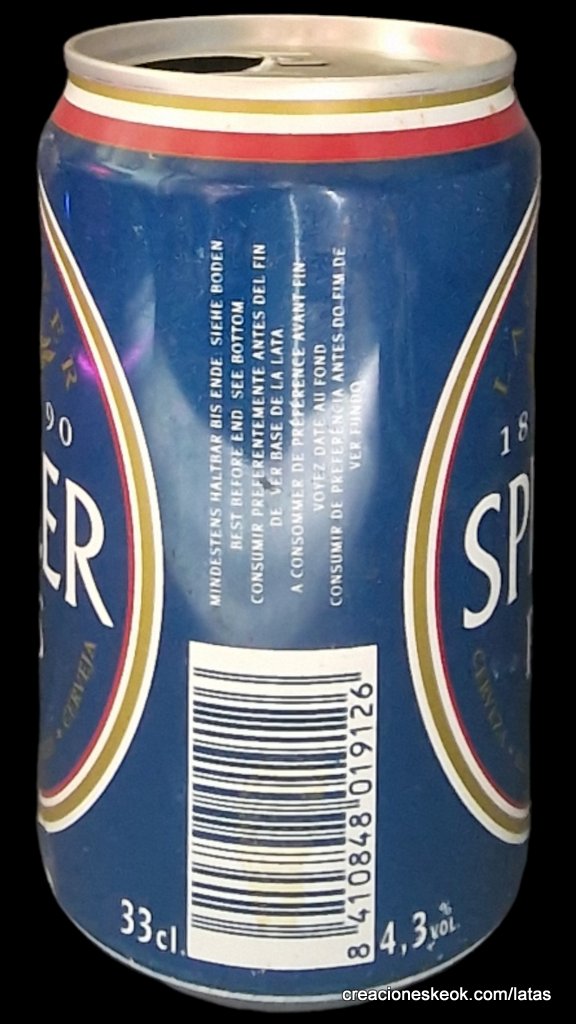 MINDESTENS HALTBAR BIS ENDE SIEHE BODEN
BEST BEFORE END SEE BOTTOM
CONSUMIR PREFERENTEMENTE ANTES DEL FIN
DE VER BASE DE LA LATA
A CONSOMMER DE PRÉFÉRENCE AVANT FIN:
VOYEZ DATE AU FOND
CONSUMIR DE PREFERENCIA ANTES DO FIM DE
VER FUNDO
90
ER
CERVEJA
18
SP
CERVEZA
33cl.
8 410848 019126
4,3% VOL.
creacioneskeok.com/latas